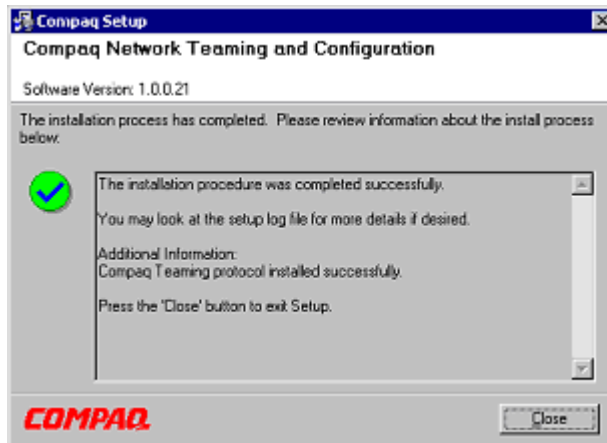 Compaq Setup
Compaq Network Teaming and Configuration
Software Version: 1.0.0.21
The installation process has completed. Please review information about the install process
below:
The installation procedure was completed successfully.
You may look at the setup log file for more details if desired.
Additional Information:
Compaq Teaming protocol installed successfully.
Press the 'Close' button to exit Setup.
COMPAQ
Close